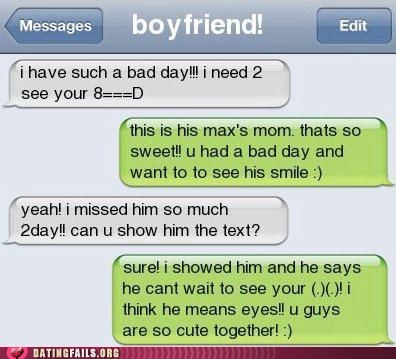 Messages
boyfriend!
Edit
i have such a bad day!!! i need 2
see your 8===D
this is his max's mom. thats so
sweet!! u had a bad day and
want to to see his smile :)
yeah! i missed him so much
2day!! can u show him the text?
sure! i showed him and he says
he cant wait to see your (.)(.)! i
think he means eyes!! u guys
are so cute together! :)
DATINGFAILS.ORG